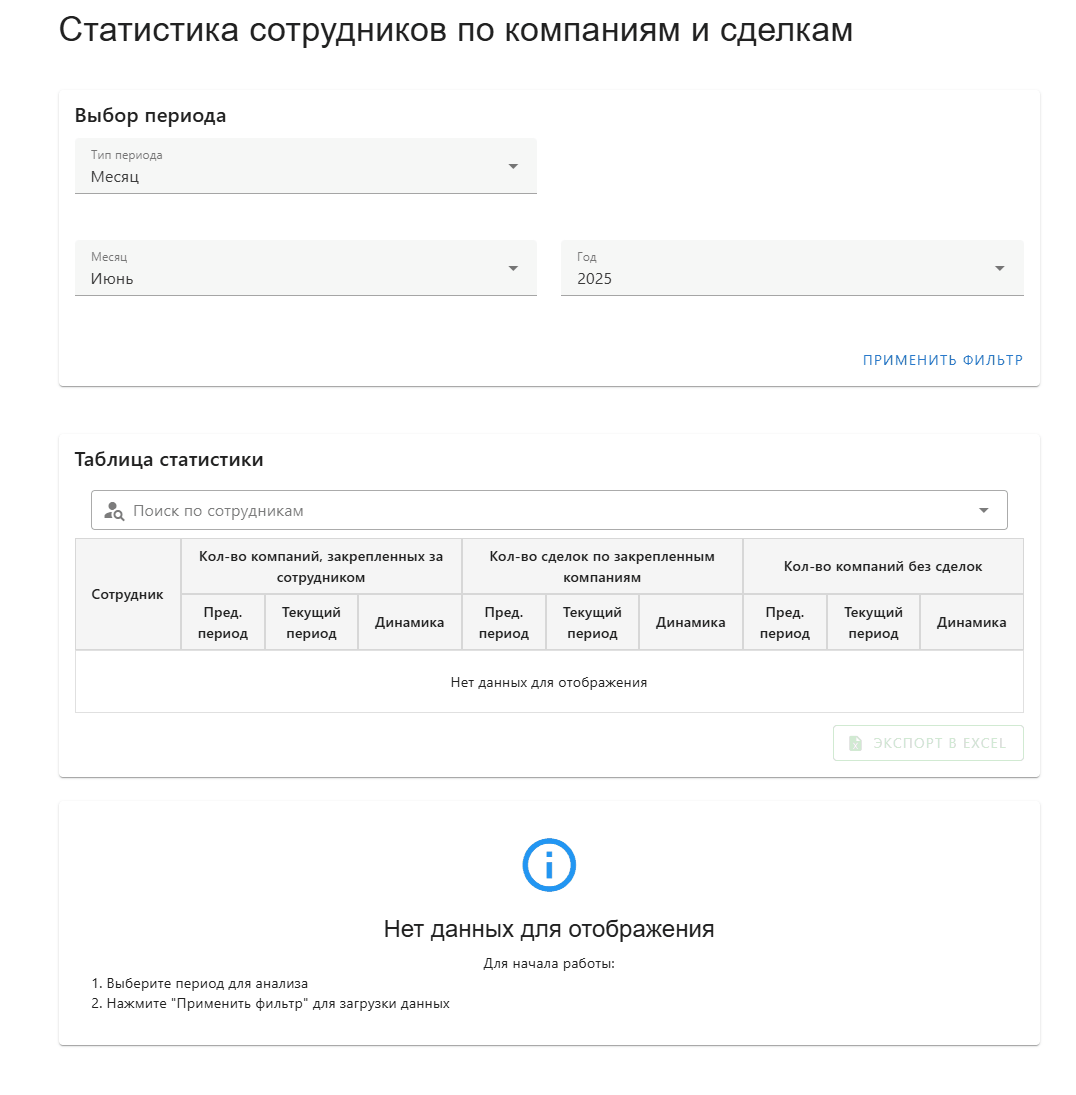 Статистика сотрудников по компаниям и сделкам
Выбор периода
Тип периода
Месяц
Месяц
Июнь
Год
2025
ПРИМЕНИТЬ ФИЛЬТР
Таблица статистики
Поиск по сотрудникам
Сотрудник
Кол-во компаний, закрепленных за
сотрудником
Кол-во сделок по закрепленным
компаниям
Кол-во компаний без сделок
Пред.
период
Текущий
период
Динамика
Пред.
период
Текущий
период
Динамика
Пред.
период
Текущий
период
Динамика
Нет данных для отображения
ЭКСПОРТ В EXCEL
Нет данных для отображения
Для начала работы:
1. Выберите период для анализа
2. Нажмите "Применить фильтр" для загрузки данных